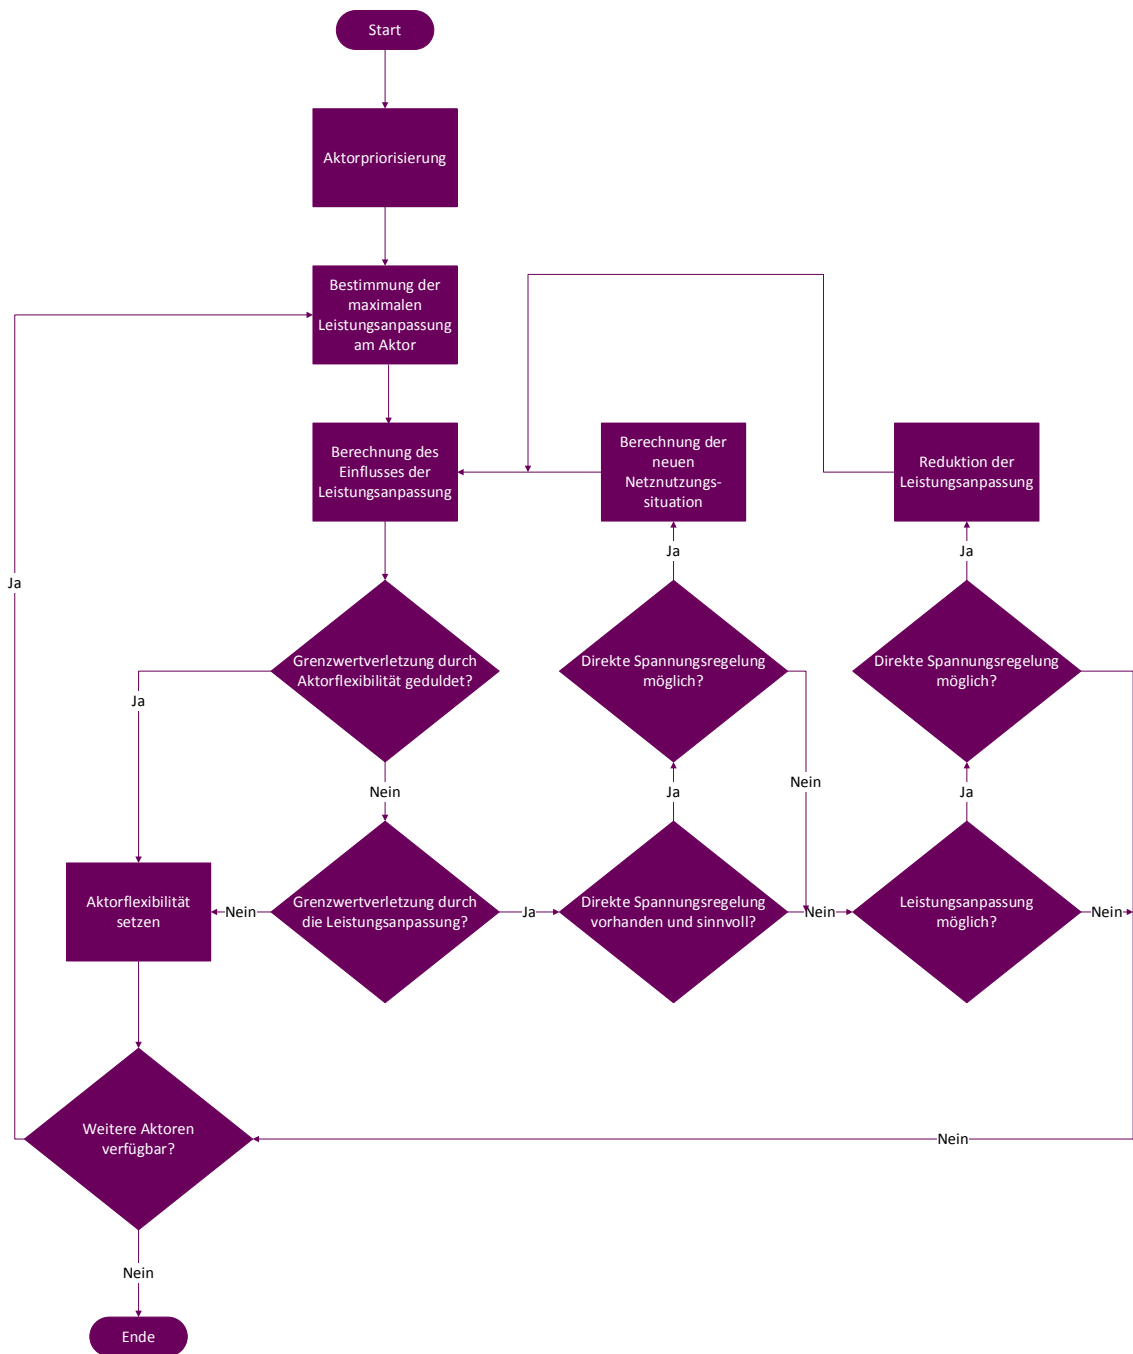 Start
Aktorpriorisierung
Bestimmung der
maximalen
Leistungsanpassung
am Aktor
Berechnung des
Einflusses der
Leistungsanpassung
Berechnung der
neuen
Netznutzungs-
situation
Reduktion der
Leistungsanpassung
Ja
Ja
Ja
Grenzwertverletzung durch
Aktorflexibilität geduldet?
Direkte Spannungsregelung
möglich?
Direkte Spannungsregelung
möglich?
Ja
Nein
Ja
Nein
Ja
Aktorflexibilität
setzen
Nein
Grenzwertverletzung durch
die Leistungsanpassung?
Ja
Direkte Spannungsregelung
vorhanden und sinnvoll?
Nein
Leistungsanpassung
möglich?
Nein
Weitere Aktoren
verfügbar?
Nein
Nein
Ende